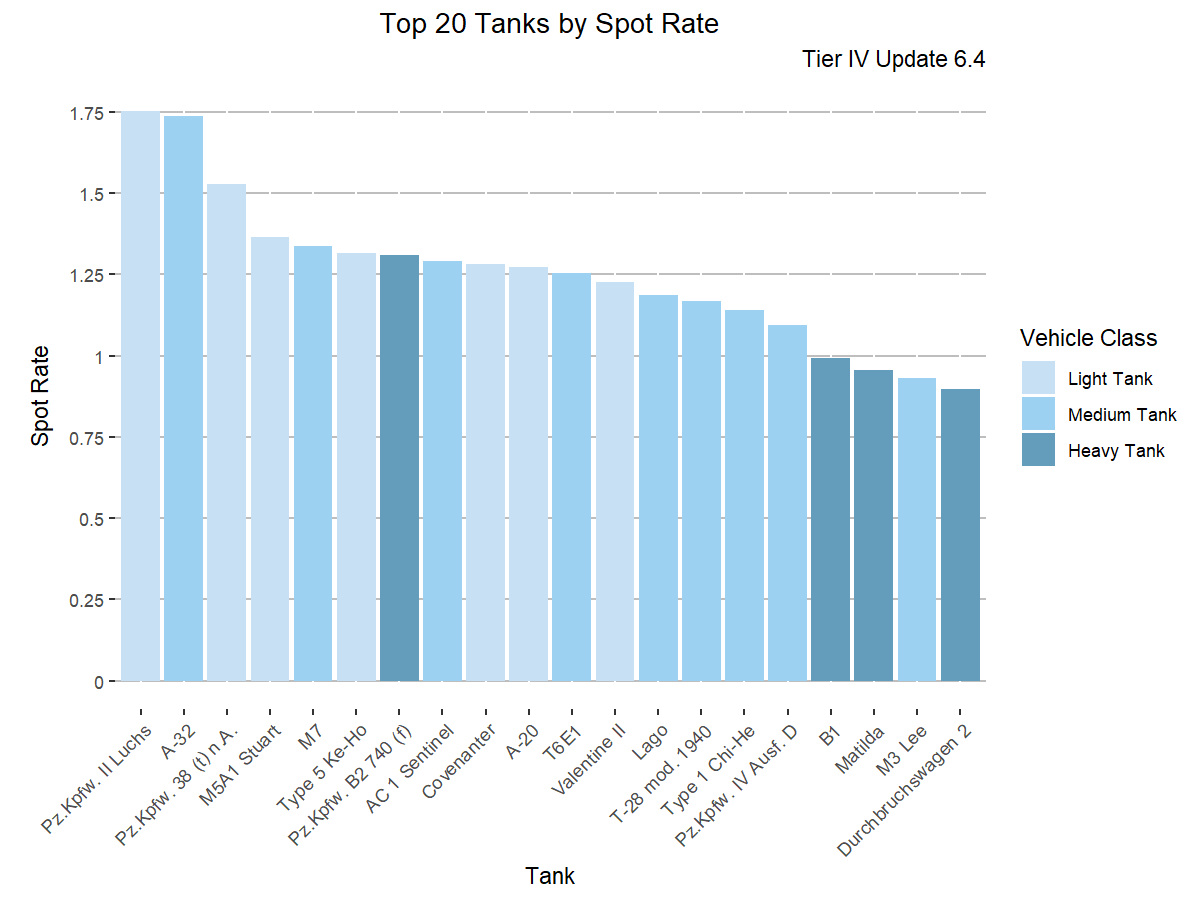 Top 20 Tanks by Spot Rate
Tier IV Update 6.4
1.75
1.5
1.25
1
0.75
0.5
0.25
0
Spot Rate
Pz.Kpfw. II Luchs
A-32
Pz.Kpfw. 38 (t) n.A.
M5A1 Stuart
M7
Type 5 Ke-Ho
Pz.Kpfw. B2 740 (f)
AC 1 Sentinel
Covenanter
A-20
T6E1
Valentine II
Lago
T-28 mod. 1940
Type 1 Chi-He
Pz.Kpfw. IV Ausf. D
B1
Matilda
M3 Lee
Durchbruchswagen 2
Tank
Vehicle Class
Light Tank
Medium Tank
Heavy Tank